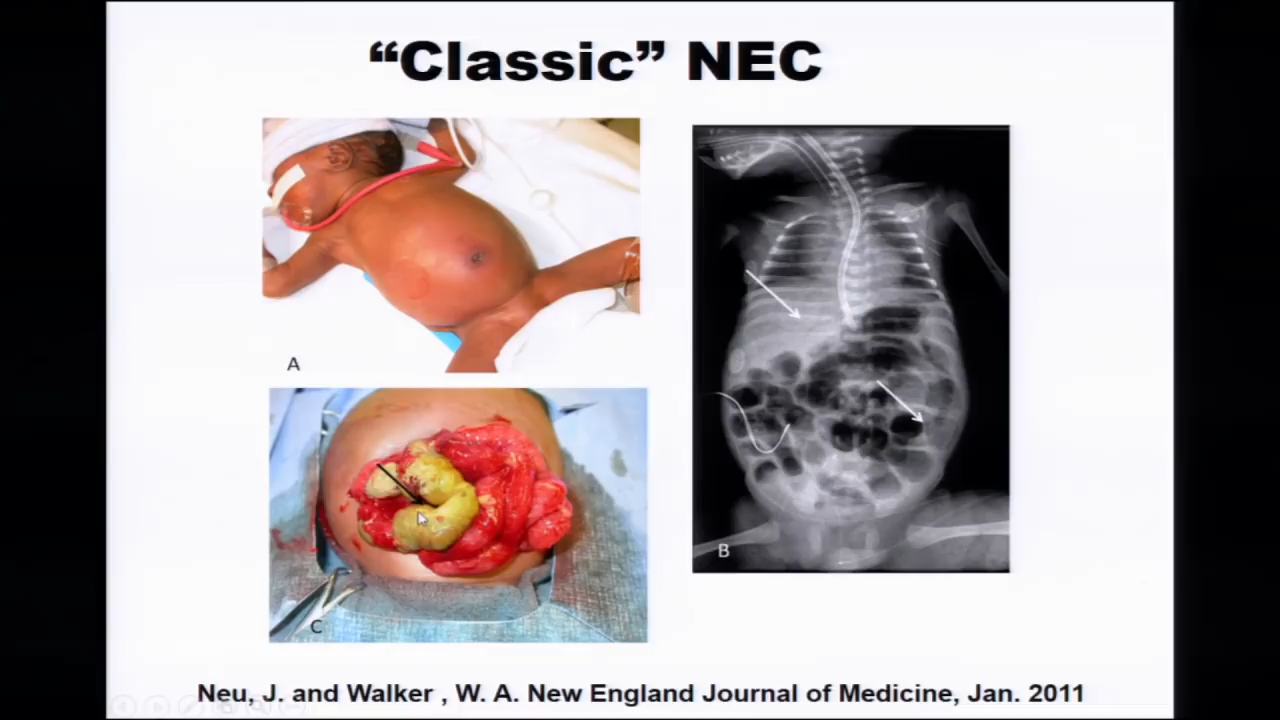 “Classic” NEC
A
B
C
Neu, J. and Walker , W. A. New England Journal of Medicine, Jan. 2011